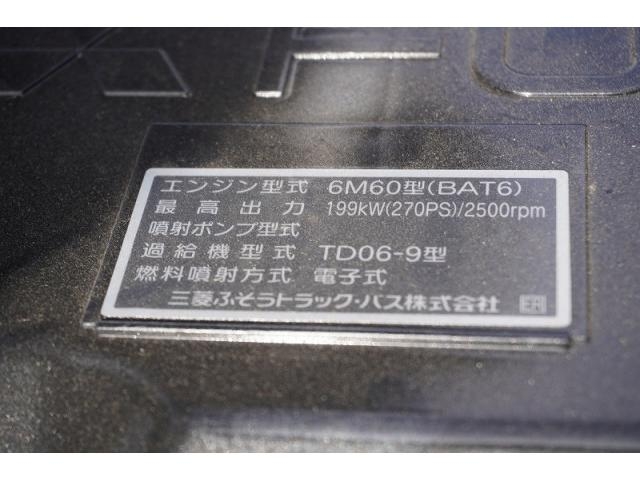 FU
エンジン型式 6M60型(BAT6)
最高出力 199kW(270PS)/2500rpm
噴射ポンプ型式
過給機型式 TD06-9型
燃料噴射方式 電子式
三菱ふそうトラック・バス株式会社